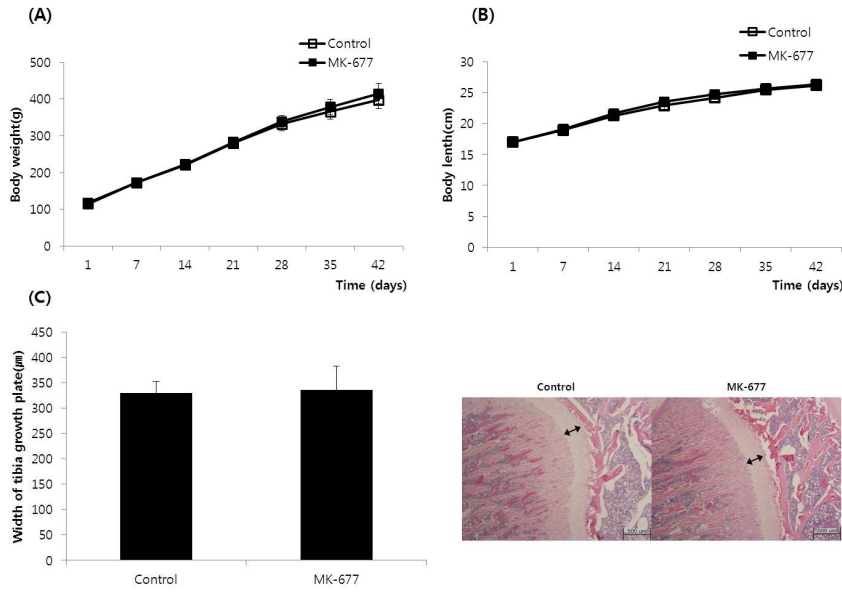 (A)
Control
MK-677
Body weight(g)
500
400
300
200
100
0
1 7 14 21 28 35 42
Time (days)
(B)
Control
MK-677
Body lenth(cm)
30
25
20
15
10
5
0
1 7 14 21 28 35 42
Time (days)
(C)
Width of tibia growth plate(㎛)
450
400
350
300
250
200
150
100
50
0
Control MK-677
Control MK-677
500 μm